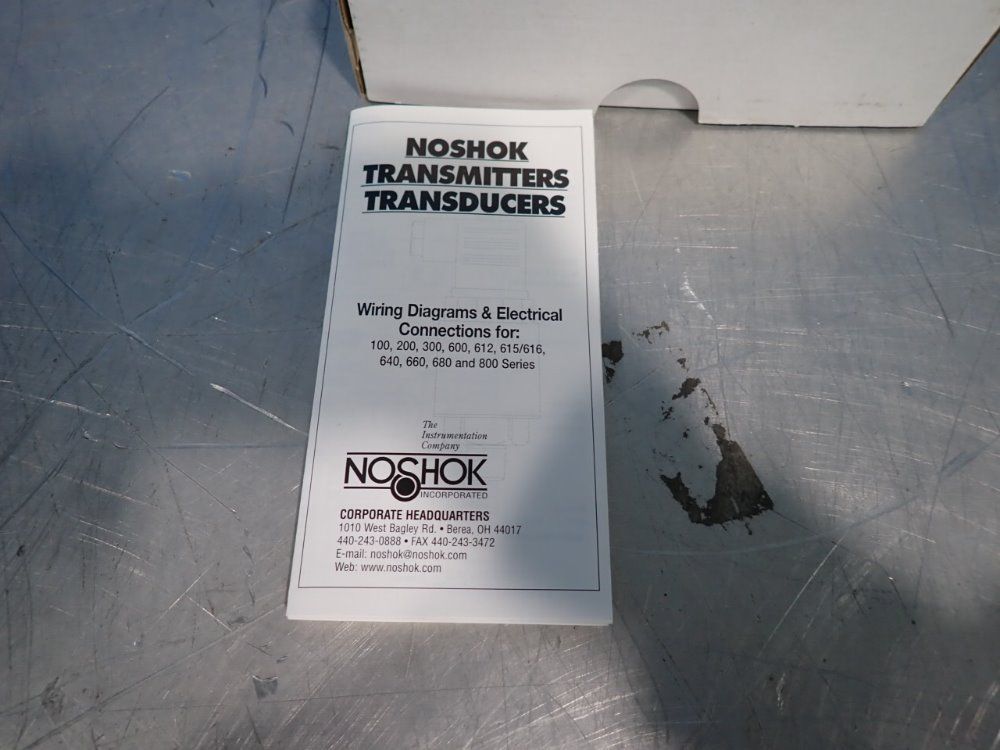 NOSHOK
TRANSMITTERS
TRANSDUCERS
Wiring Diagrams & Electrical
Connections for:
100, 200, 300, 600, 612, 615/616,
640, 660, 680 and 800 Series
The
Instrumentation
Company
NOSHOK
INCORPORATED
CORPORATE HEADQUARTERS
1010 West Bagley Rd. • Berea, OH 44017
440-243-0888 • FAX 440-243-3472
E-mail: noshok@noshok.com
Web: www.noshok.com